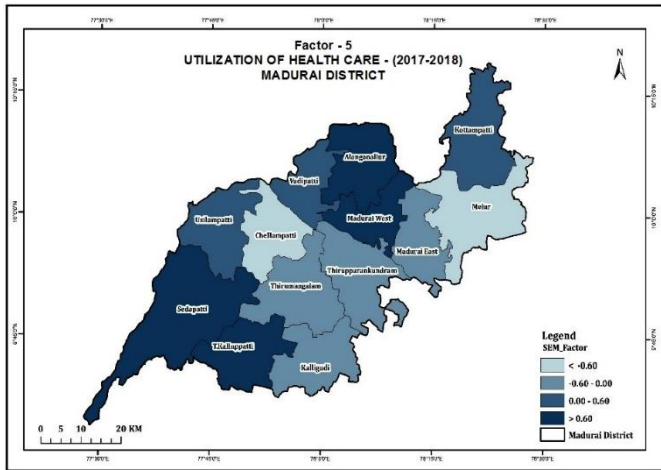 Factor - 5
UTILIZATION OF HEALTH CARE - (2017-2018)
MADURAI DISTRICT
N
Kottampatti
Alanganallur
Vadipatti
Melur
Madurai West
Usilampatti
Chellampatti
Madurai East
Thirupparankundram
Thirumangalam
Sedapatti
T.Kalluppatti
Kalligudi
Legend
SEM_Factor
< -0.60
-0.60 - 0.00
0.00 - 0.60
> 0.60
Madurai District
0 5 10 20 KM